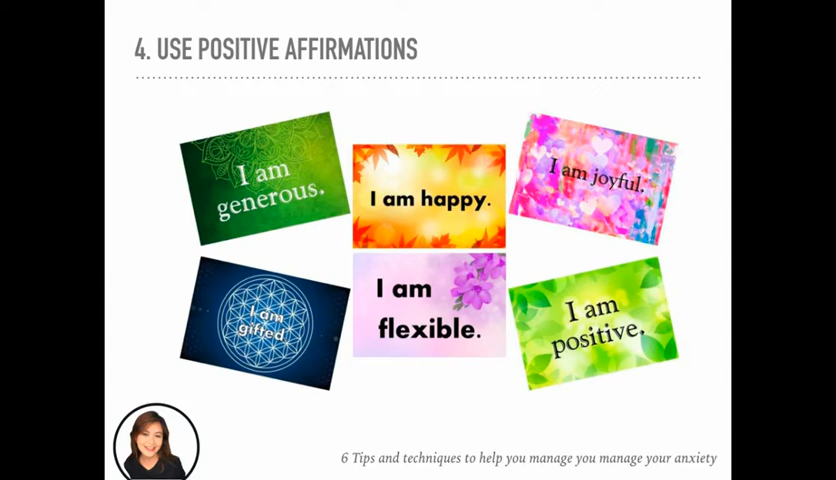 4. USE POSITIVE AFFIRMATIONS
I am
generous.
I am happy.
I am joyful.
I am
gifted
I am
flexible.
I am
positive.
6 Tips and techniques to help you manage you manage your anxiety